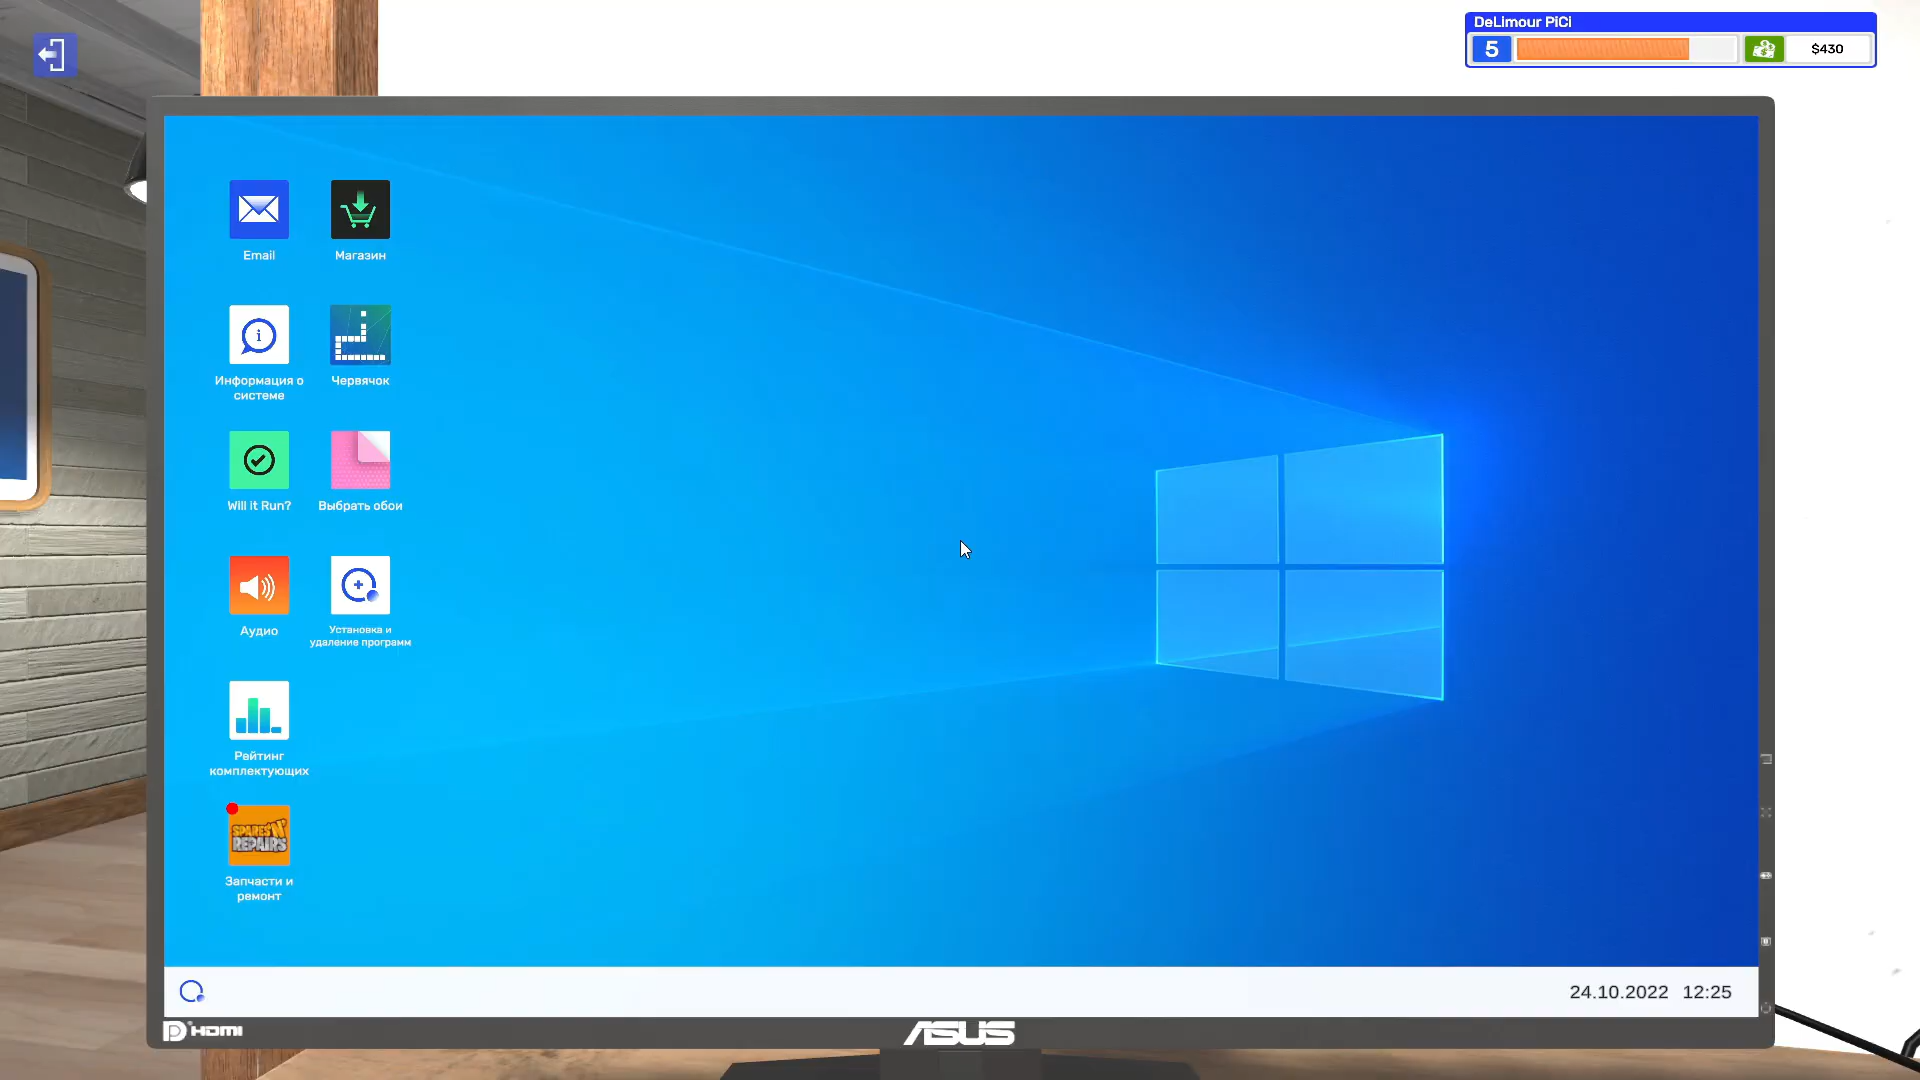 DeLimour PiCi
5
$430
Email
Магазин
Информация о
системе
Червячок
Will It Run?
Выбрать обои
Аудио
Установка и
удаление программ
Рейтинг
комплектующих
SPARES 'N'
REPAIRS
Запчасти и
ремонт
24.10.2022 12:25
HDMI
ASUS